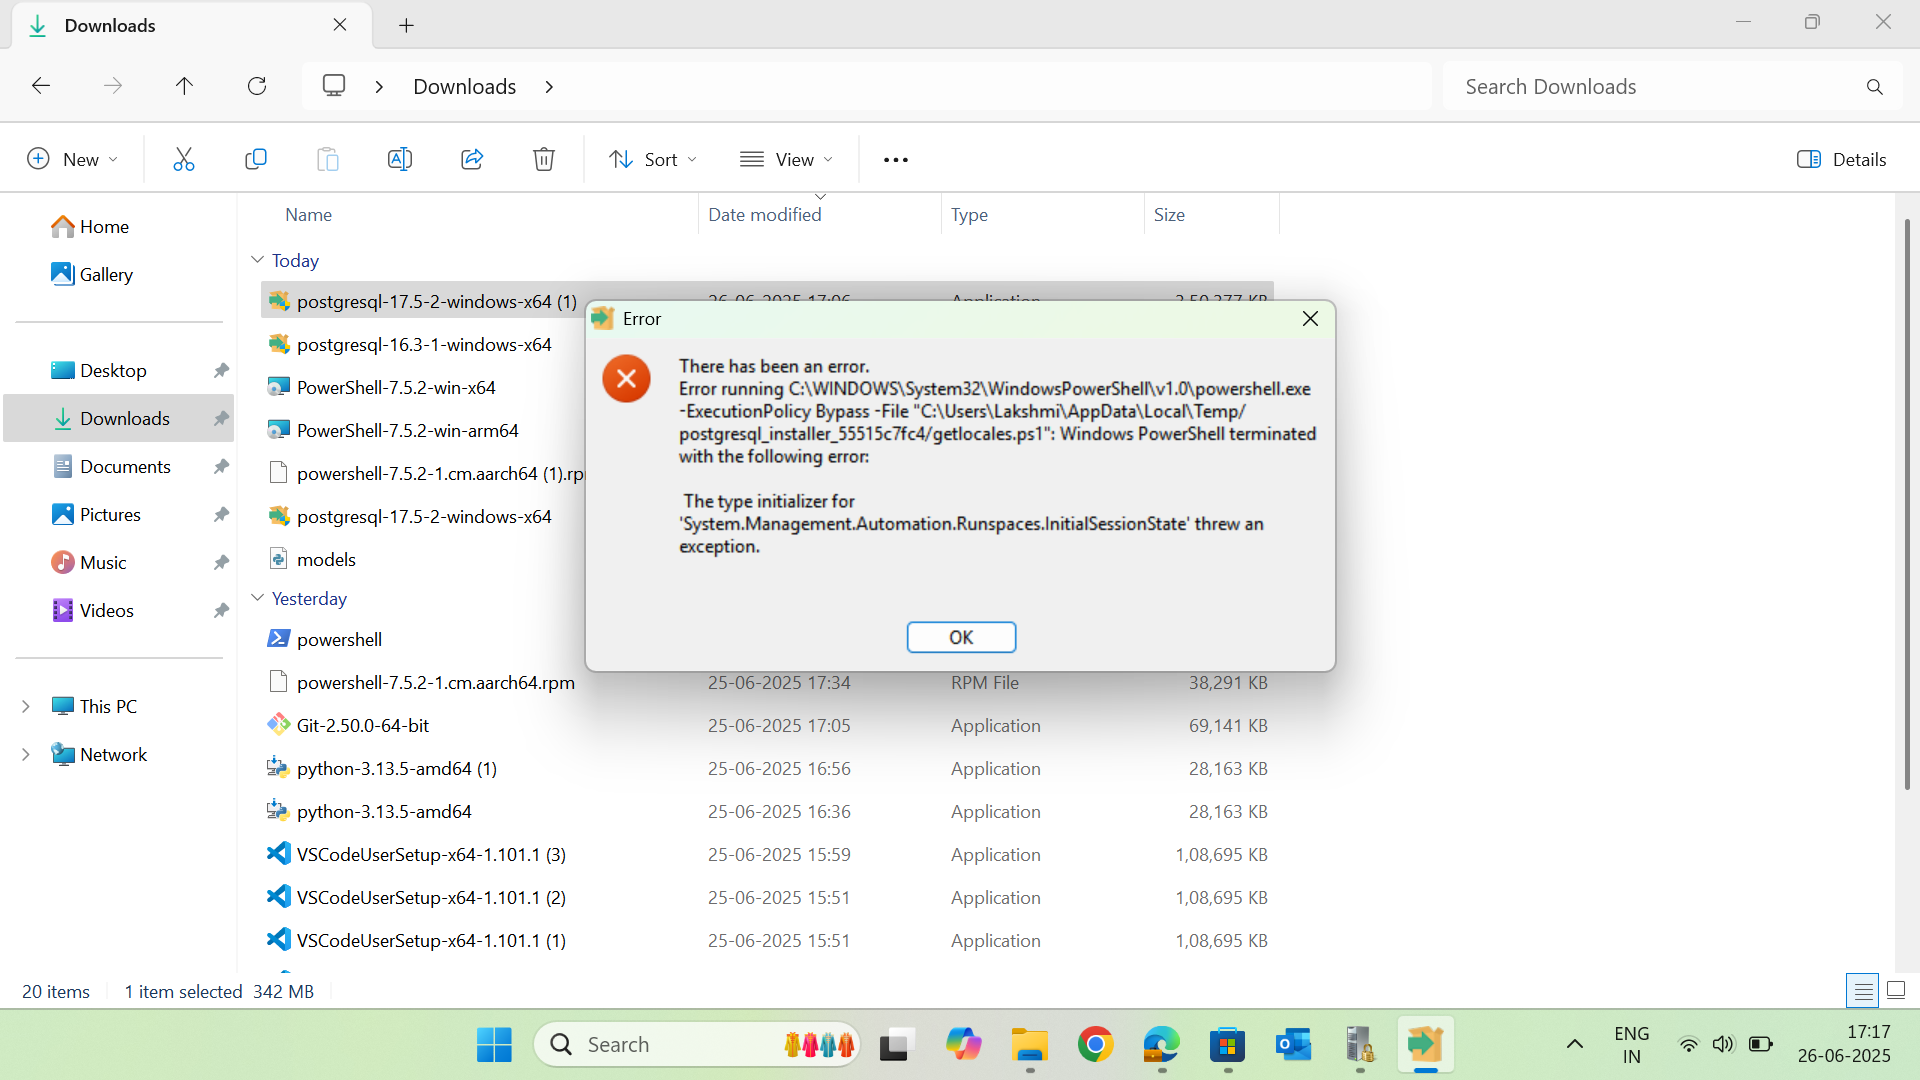 Downloads
Downloads
Search Downloads
New
Sort
View
Details
Home
Gallery
Desktop
Downloads
Documents
Pictures
Music
Videos
This PC
Network
Name Date modified Type Size
Today
postgresql-17.5-2-windows-x64 (1) 26-06-2025 17:06 Application 3,50,377 KB
postgresql-16.3-1-windows-x64
PowerShell-7.5.2-win-x64
PowerShell-7.5.2-win-arm64
powershell-7.5.2-1.cm.aarch64 (1).rp
postgresql-17.5-2-windows-x64
models
Yesterday
powershell
powershell-7.5.2-1.cm.aarch64.rpm 25-06-2025 17:34 RPM File 38,291 KB
Git-2.50.0-64-bit 25-06-2025 17:05 Application 69,141 KB
python-3.13.5-amd64 (1) 25-06-2025 16:56 Application 28,163 KB
python-3.13.5-amd64 25-06-2025 16:36 Application 28,163 KB
VSCodeUserSetup-x64-1.101.1 (3) 25-06-2025 15:59 Application 1,08,695 KB
VSCodeUserSetup-x64-1.101.1 (2) 25-06-2025 15:51 Application 1,08,695 KB
VSCodeUserSetup-x64-1.101.1 (1) 25-06-2025 15:51 Application 1,08,695 KB
Error
There has been an error.
Error running C:\WINDOWS\System32\WindowsPowerShell\v1.0\powershell.exe
-ExecutionPolicy Bypass -File "C:\Users\Lakshmi\AppData\Local\Temp/
postgresql_installer_55515c7fc4/getlocales.ps1": Windows PowerShell terminated
with the following error:
The type initializer for
'System.Management.Automation.Runspaces.InitialSessionState' threw an
exception.
OK
20 items 1 item selected 342 MB
Search
ENG
IN
17:17
26-06-2025